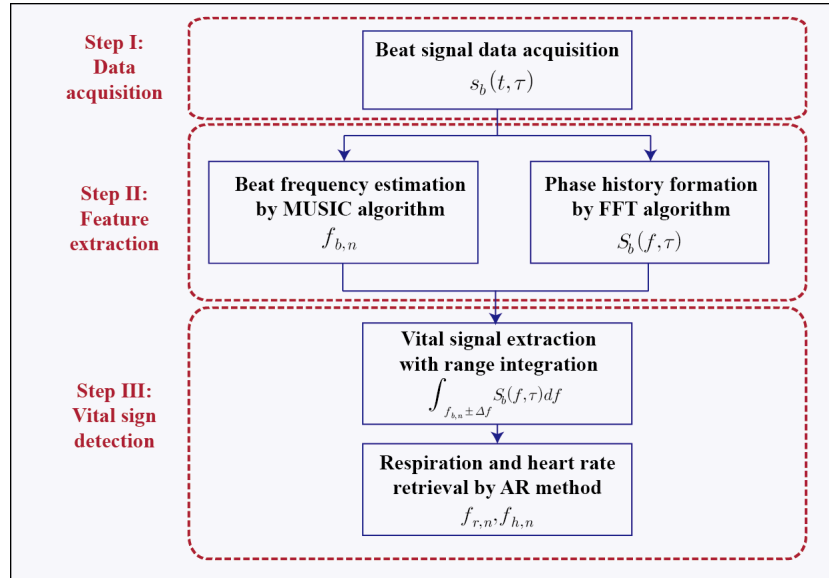 Step I:
Data
acquisition
Beat signal data acquisition
s_b(t,τ)
Step II:
Feature
extraction
Beat frequency estimation
by MUSIC algorithm
f_{b,n}
Phase history formation
by FFT algorithm
S_b(f,τ)
Step III:
Vital sign
detection
Vital signal extraction
with range integration
∫_{f_{b,n}±Δf} S_b(f,τ)df
Respiration and heart rate
retrieval by AR method
f_{r,n},f_{h,n}